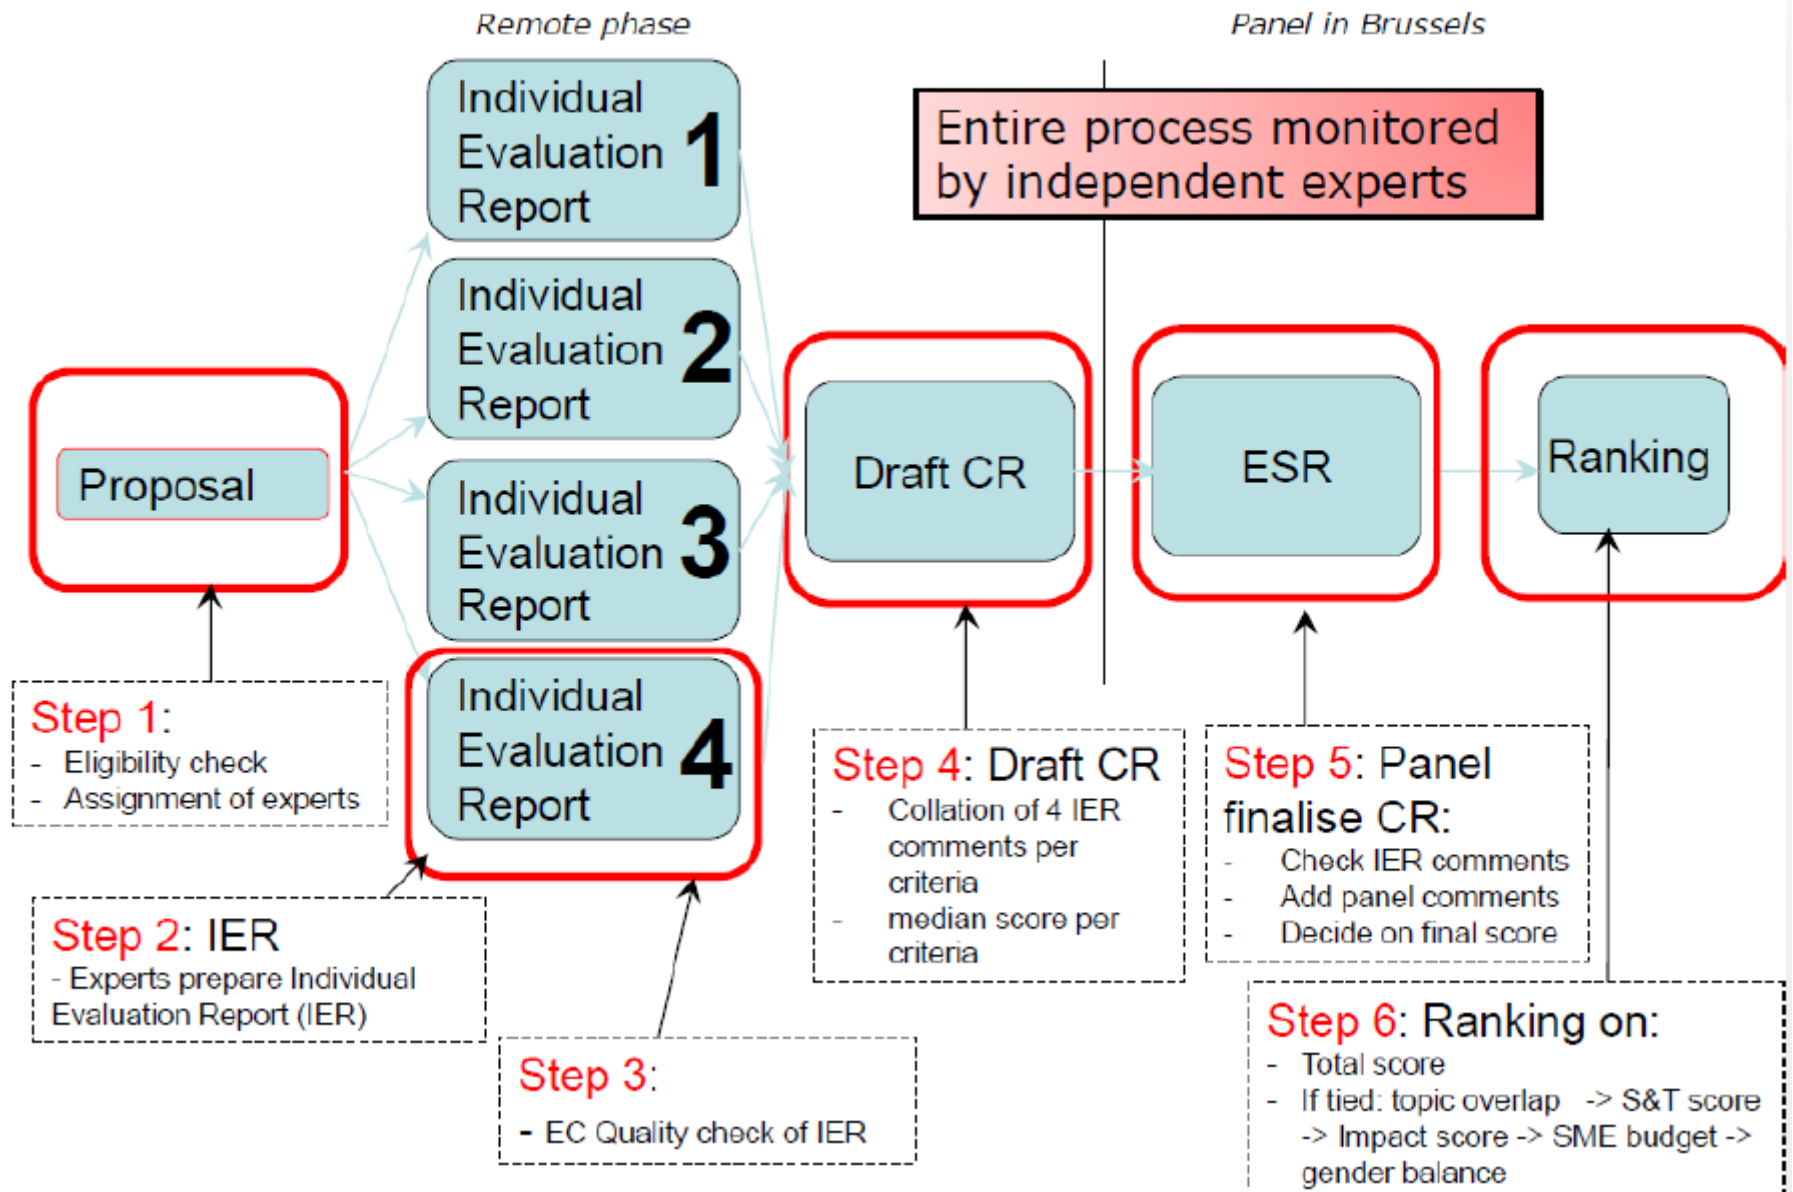 Remote phase
Panel in Brussels
Individual
Evaluation
Report
1
Entire process monitored
by independent experts
Individual
Evaluation
Report
2
Proposal
Individual
Evaluation
Report
3
Draft CR
ESR
Ranking
Individual
Evaluation
Report
4
Step 1:
- Eligibility check
- Assignment of experts
Step 2: IER
- Experts prepare Individual
Evaluation Report (IER)
Step 3:
- EC Quality check of IER
Step 4: Draft CR
- Collation of 4 IER
comments per
criteria
- median score per
criteria
Step 5: Panel
finalise CR:
- Check IER comments
- Add panel comments
- Decide on final score
Step 6: Ranking on:
- Total score
- If tied: topic overlap -> S&T score
-> Impact score -> SME budget ->
gender balance